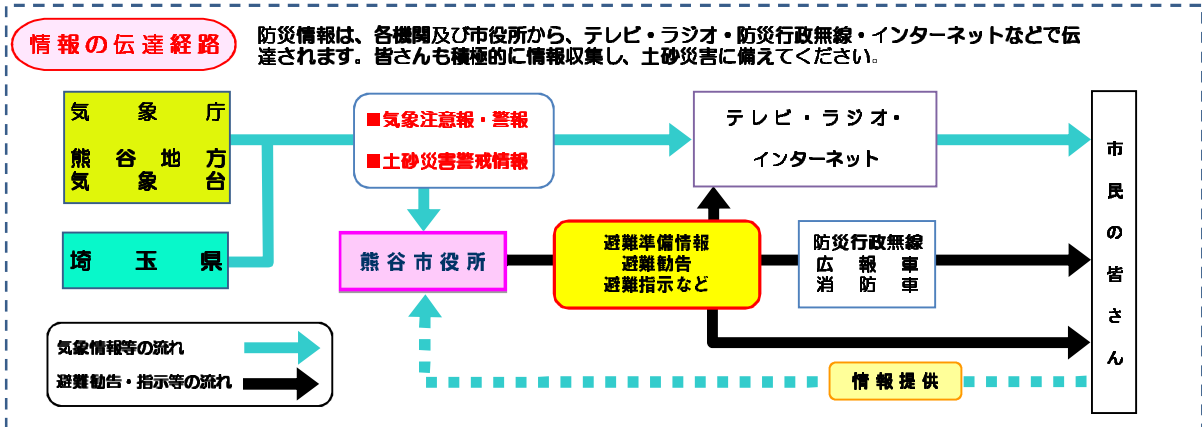 情報の伝達経路
防災情報は、各機関及び市役所から、テレビ・ラジオ・防災行政無線・インターネットなどで伝
達されます。皆さんも積極的に情報収集し、土砂災害に備えてください。
気象庁
熊谷地方
気象台
埼玉県
■気象注意報・警報
■土砂災害警戒情報
テレビ・ラジオ・
インターネット
熊谷市役所
避難準備情報
避難勧告
避難指示など
防災行政無線
広報車
消防車
市民の皆さん
気象情報等の流れ
避難勧告・指示等の流れ
情報提供